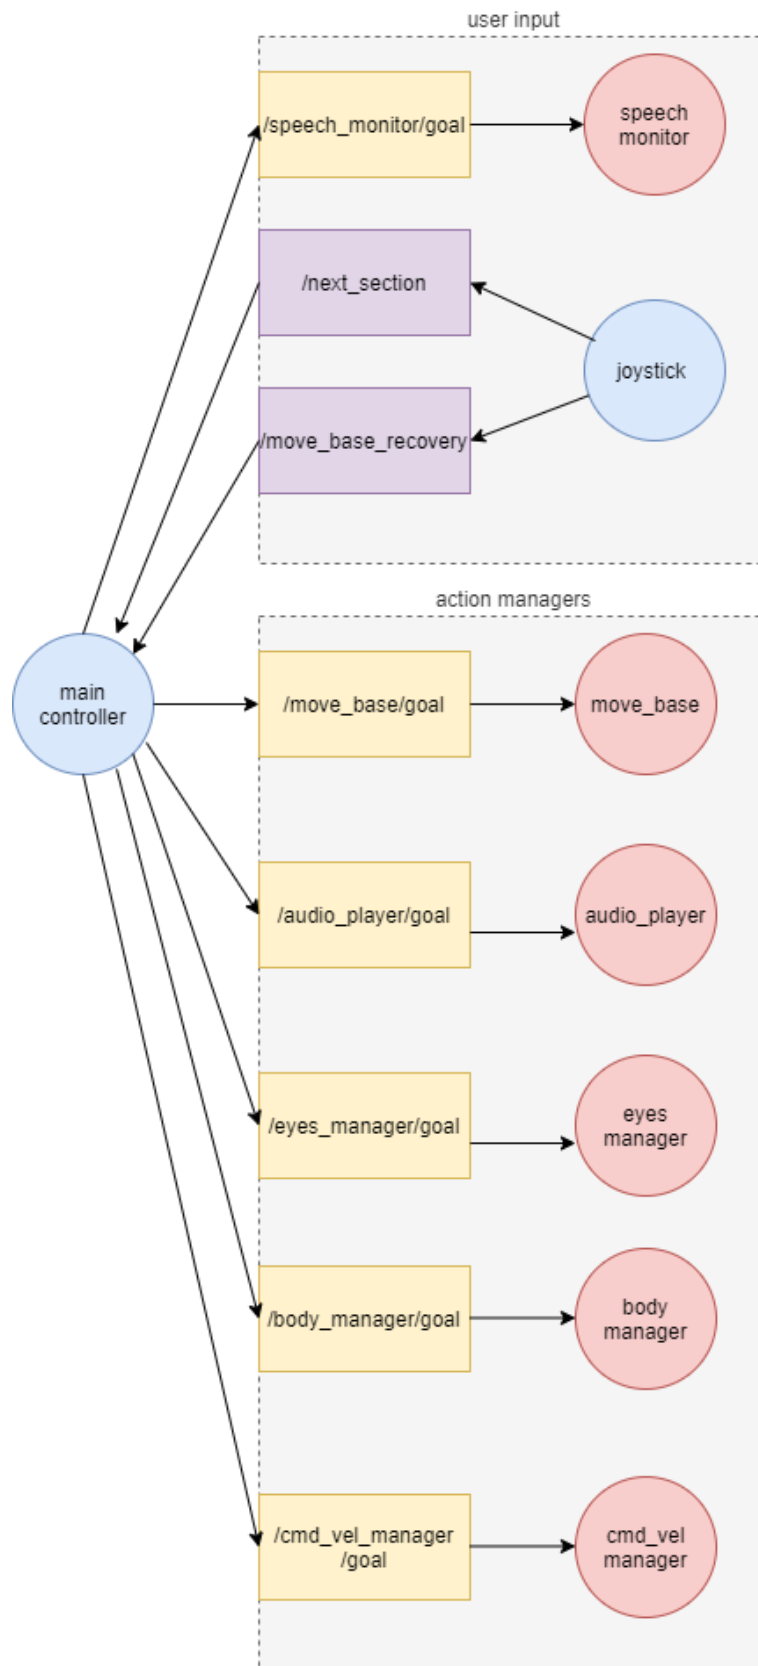 user input
/speech_monitor/goal
speech
monitor
/next_section
joystick
/move_base_recovery
action managers
main
controller
/move_base/goal
move_base
/audio_player/goal
audio_player
/eyes_manager/goal
eyes
manager
/body_manager/goal
body
manager
/cmd_vel_manager
/goal
cmd_vel
manager